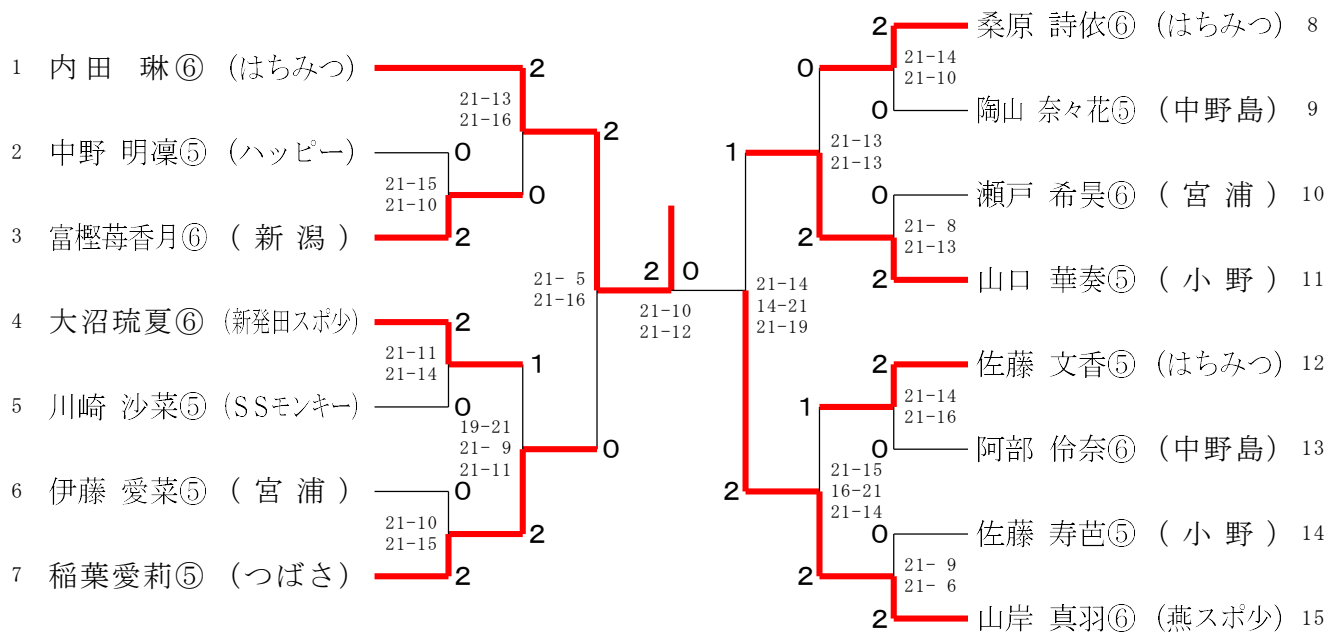 1 内田 琳⑥ (はちみつ) 2
21-13
21-16
2 中野 明凜⑤ (ハッピー) 0
2
21-15
21-10
0
3 富樫苺香月⑥ (新潟) 2
21- 5
21-16
4 大沼琉夏⑥ (新発田スポ少) 2
21-11
21-14
1
5 川崎 沙菜⑤ (SSモンキー) 0
19-21
21- 9
21-11
0
6 伊藤 愛菜⑤ (宮浦) 0
21-10
21-15
2
7 稲葉愛莉⑤ (つばさ) 2
2 0
21-10
21-12
2 桑原 詩依⑥ (はちみつ) 8
0
21-14
21-10
0 陶山 奈々花⑤ (中野島) 9
1
21-13
21-13
0 瀬戸 希昊⑥ (宮浦) 10
2
21- 8
21-13
2 山口 華奏⑤ (小野) 11
21-14
14-21
21-19
2 佐藤 文香⑤ (はちみつ) 12
1
21-14
21-16
0 阿部 伶奈⑥ (中野島) 13
2
21-15
16-21
21-14
0 佐藤 寿芭⑤ (小野) 14
2
21- 9
21- 6
2 山岸 真羽⑥ (燕スポ少) 15